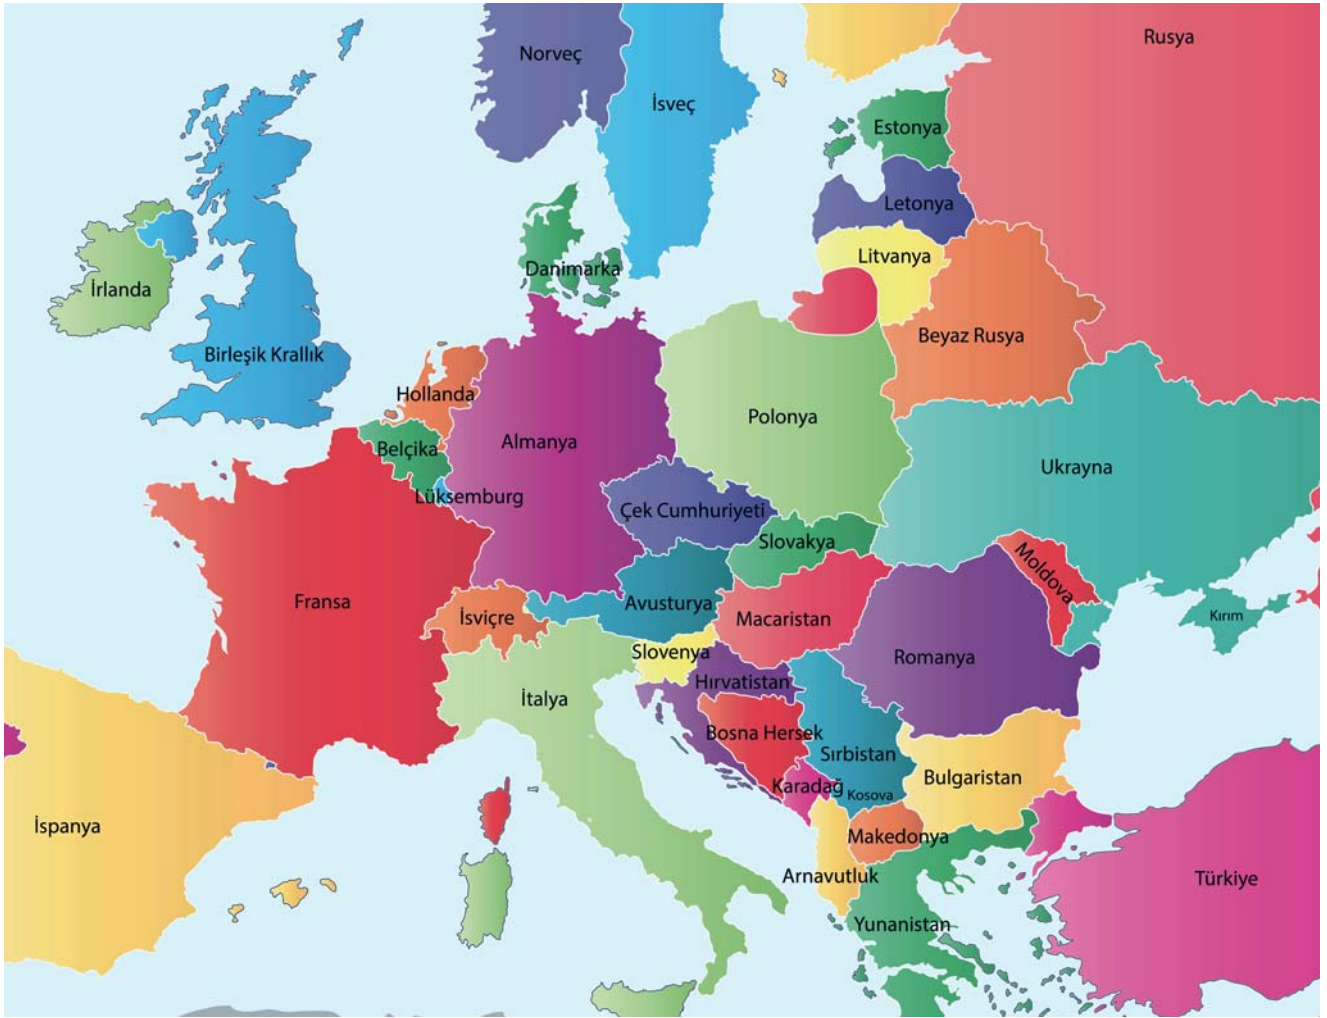 Rusya
Norveç
İsveç
Estonya
Letonya
Litvanya
Danimarka
İrlanda
Beyaz Rusya
Birleşik Krallık
Hollanda
Polonya
Almanya
Belçika
Ukrayna
Lüksemburg
Çek Cumhuriyeti
Slovakya
Moldova
Fransa
Avusturya
İsviçre
Macaristan
Kırım
Slovenya
Romanya
Hırvatistan
İtalya
Bosna Hersek
Sırbistan
Bulgaristan
Karadağ
Kosova
İspanya
Makedonya
Arnavutluk
Türkiye
Yunanistan